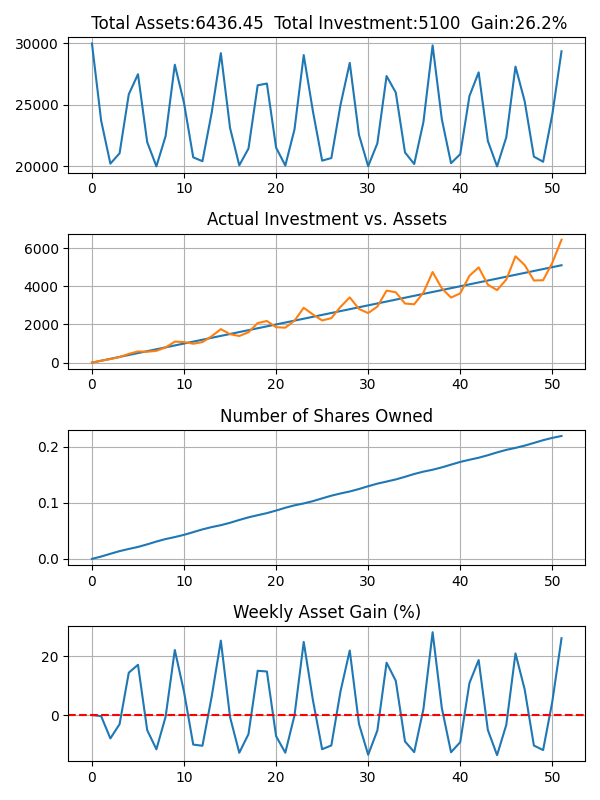 Total Assets:6436.45 Total Investment:5100 Gain:26.2%
30000
25000
20000
0 10 20 30 40 50
Actual Investment vs. Assets
6000
4000
2000
0
0 10 20 30 40 50
Number of Shares Owned
0.2
0.1
0.0
0 10 20 30 40 50
Weekly Asset Gain (%)
20
0
0 10 20 30 40 50